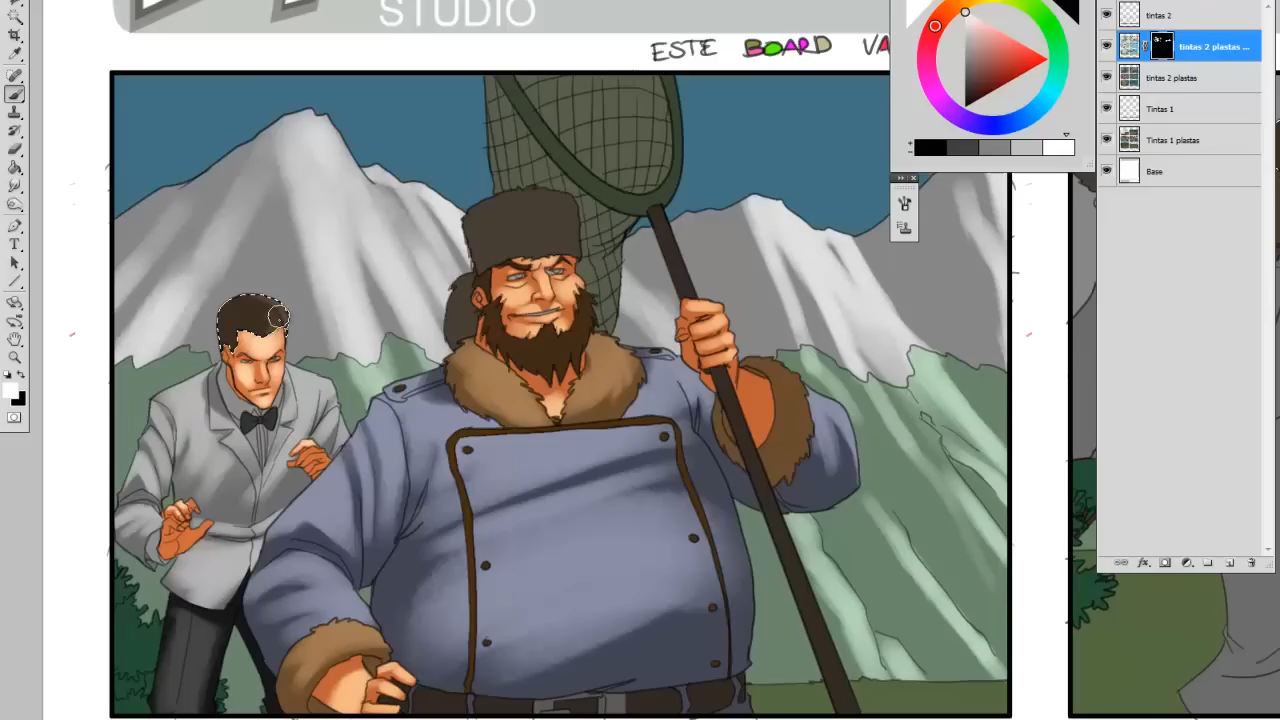 STUDIO
ESTE BOARD VA
tintas 2
tintas 2 plastas ...
tintas 2 plastas
Tintas 1
Tintas 1 plastas
Base